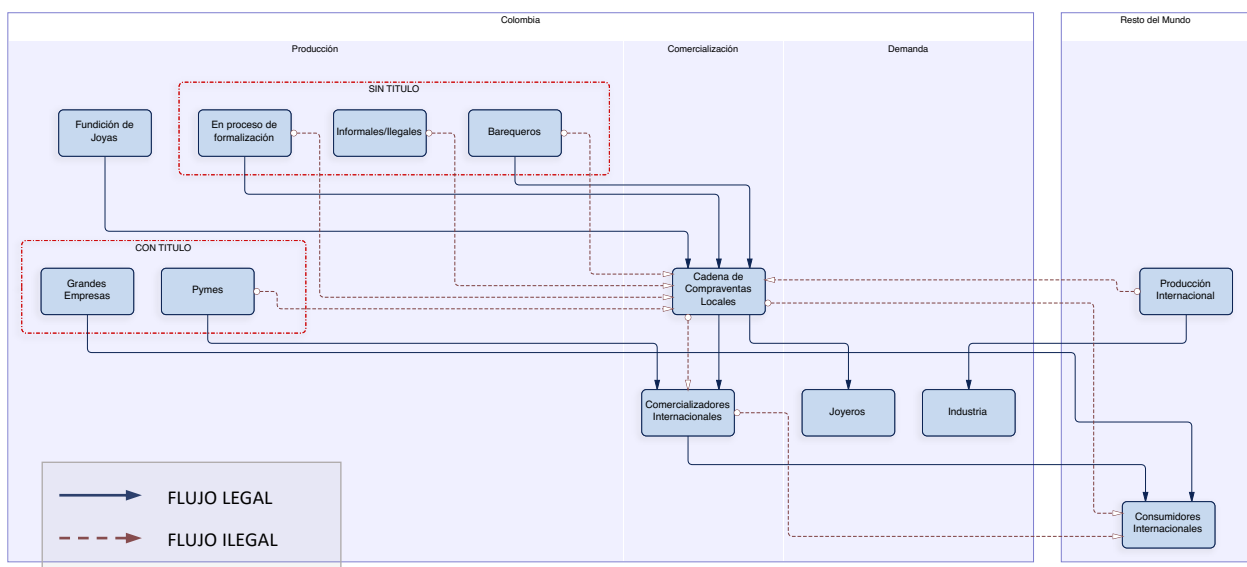 Colombia
Resto del Mundo
Producción
Comercialización
Demanda
SIN TITULO
Fundición de
Joyas
En proceso de
formalización
Informales/Ilegales
Barequeros
CON TITULO
Grandes
Empresas
Pymes
Cadena de
Compraventas
Locales
Producción
Internacional
Comercializadores
Internacionales
Joyeros
Industria
FLUJO LEGAL
FLUJO ILEGAL
Consumidores
Internacionales